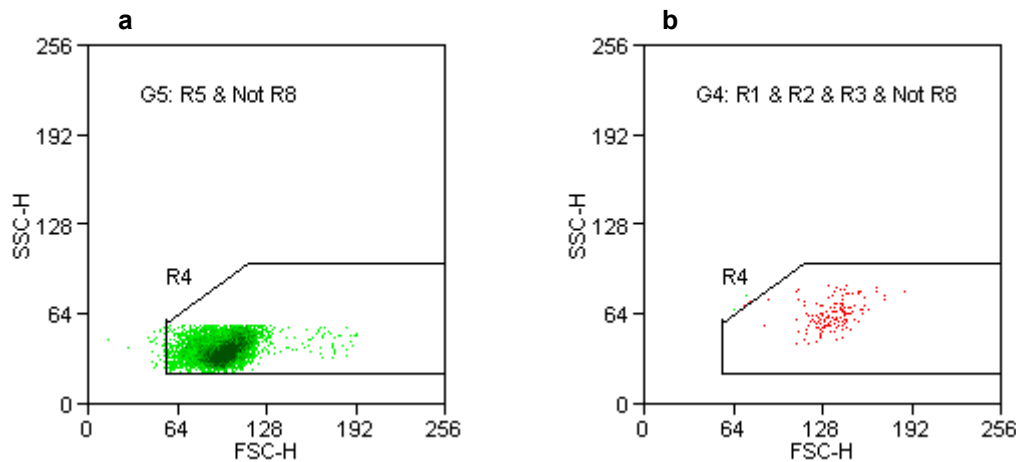 a
256
G5: R5 & Not R8
192
SSC-H
128
R4
64
0
0 64 128 192 256
FSC-H
b
256
G4: R1 & R2 & R3 & Not R8
192
SSC-H
128
R4
64
0
0 64 128 192 256
FSC-H